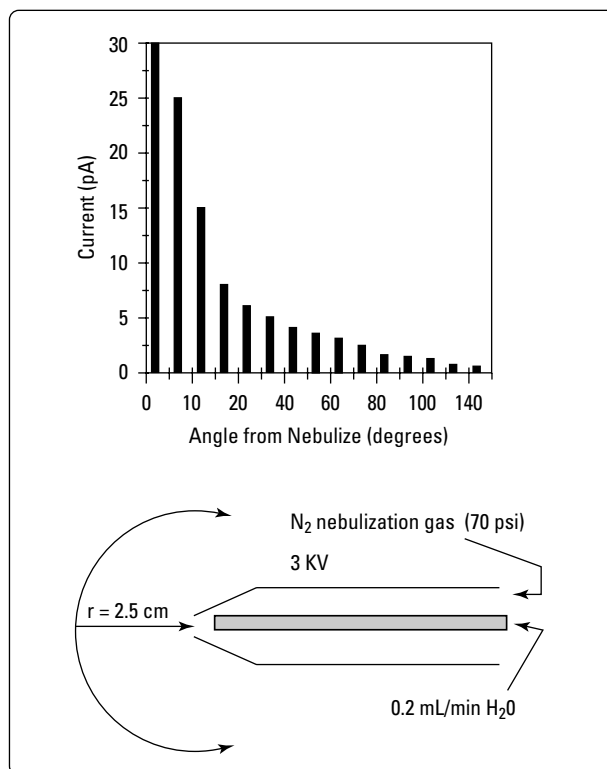 30
25
20
15
10
5
0
Current (pA)
0 10 20 40 60 80 100 140
Angle from Nebulize (degrees)
N₂ nebulization gas (70 psi)
3 KV
r = 2.5 cm
0.2 mL/min H₂0